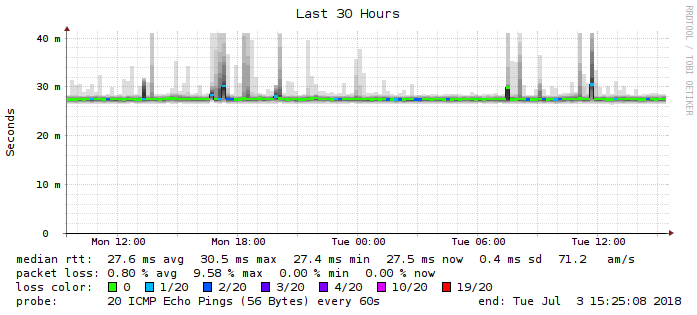 Last 30 Hours
RRDTOOL / TOBI OETIKER
Seconds
40 m
30 m
20 m
10 m
0
Mon 12:00 Mon 18:00 Tue 00:00 Tue 06:00 Tue 12:00
median rtt: 27.6 ms avg 30.5 ms max 27.4 ms min 27.5 ms now 0.4 ms sd 71.2 am/s
packet loss: 0.80 % avg 9.58 % max 0.00 % min 0.00 % now
loss color: 0 1/20 2/20 3/20 4/20 10/20 19/20
probe: 20 ICMP Echo Pings (56 Bytes) every 60s end: Tue Jul 3 15:25:08 2018